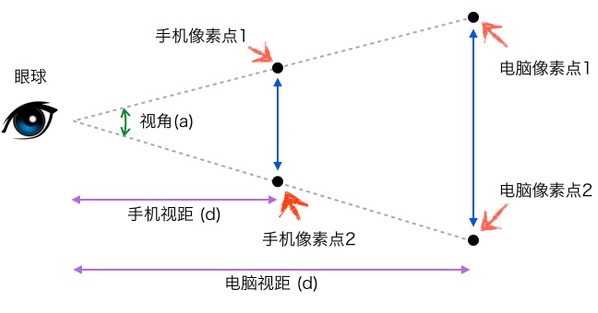 手机像素点1
眼球
电脑像素点1
视角(a)
电脑像素点2
手机视距 (d)
手机像素点2
电脑视距 (d)